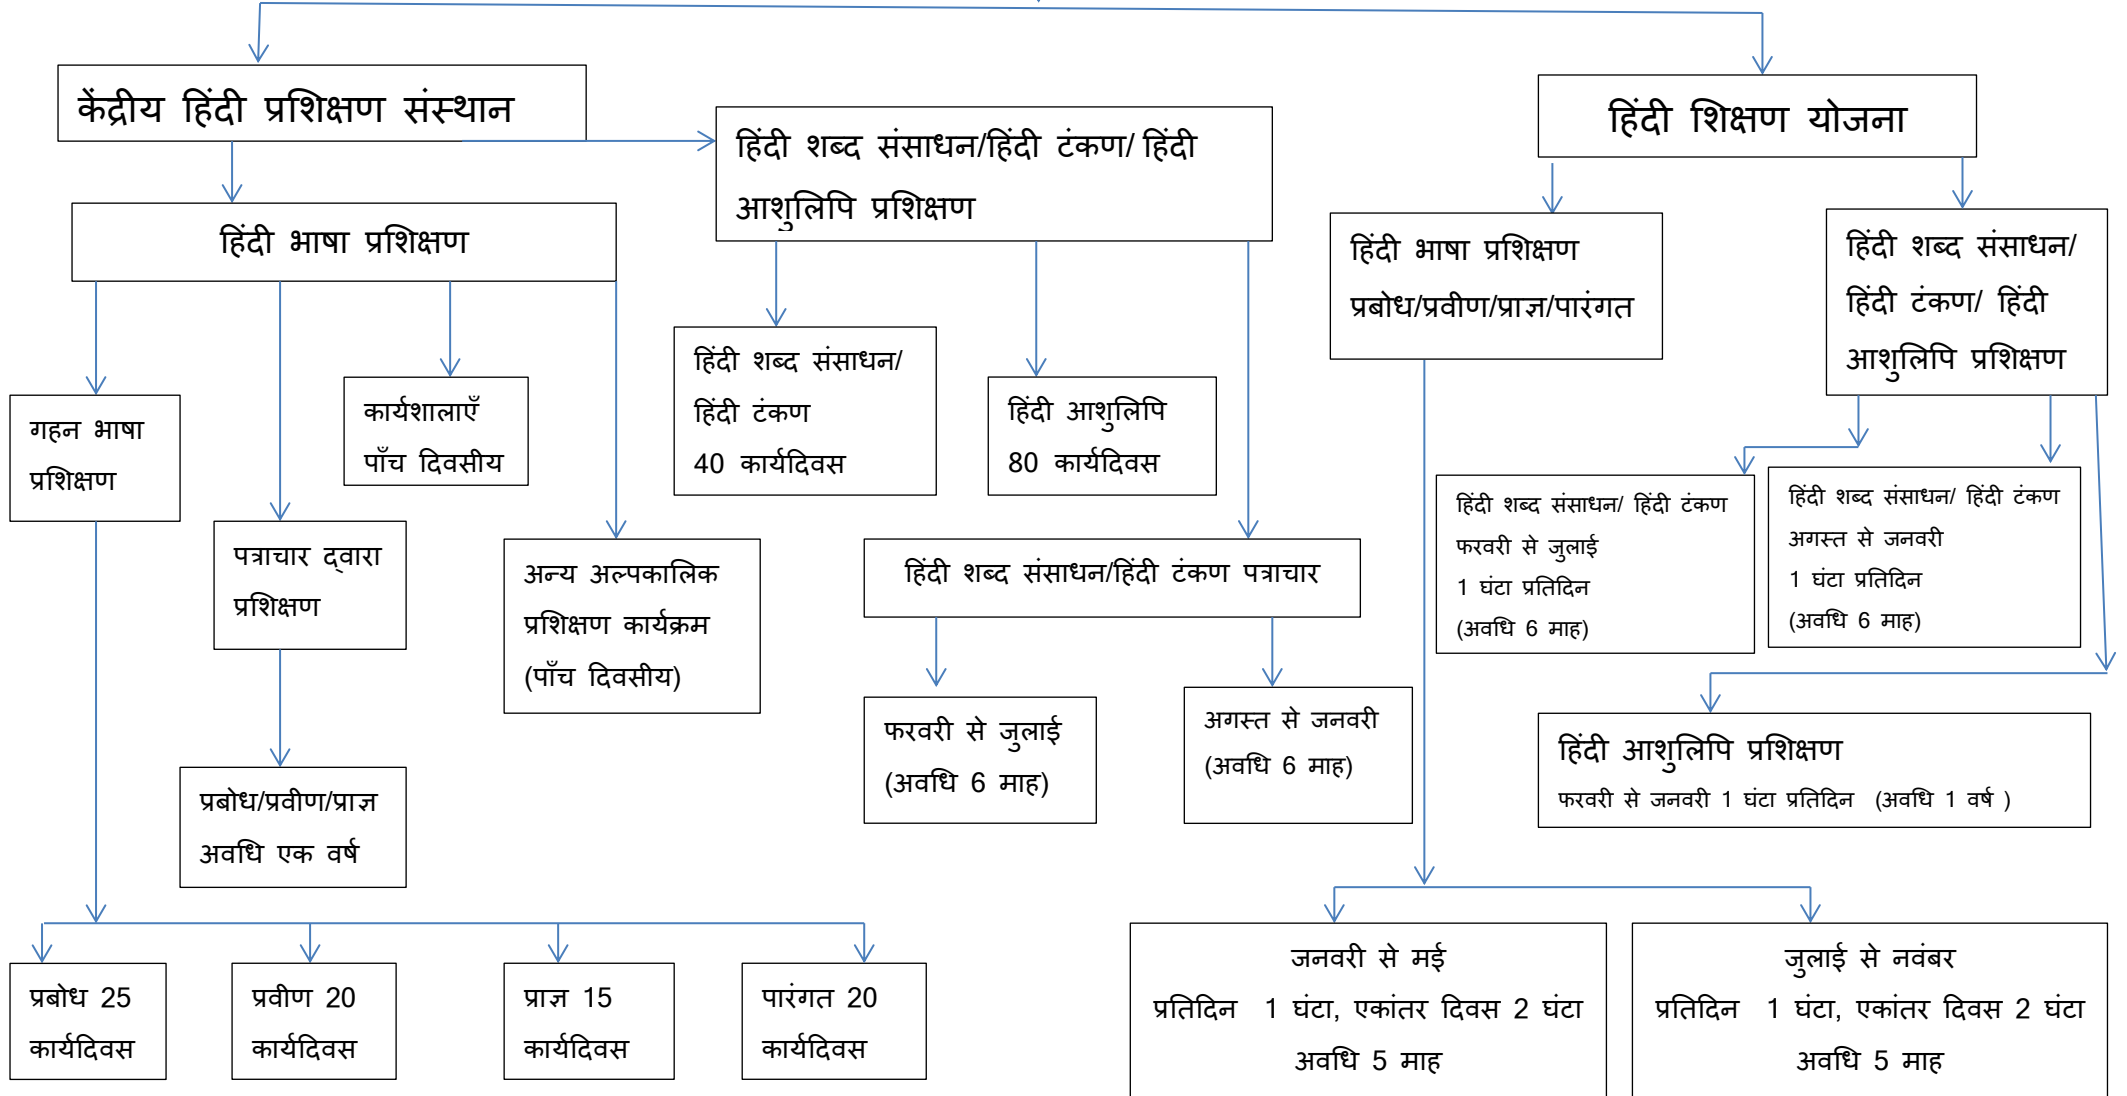 केंद्रीय हिंदी प्रशिक्षण संस्थान
हिंदी शब्द संसाधन/हिंदी टंकण/ हिंदी
आशुलिपि प्रशिक्षण
हिंदी शिक्षण योजना
हिंदी भाषा प्रशिक्षण
हिंदी भाषा प्रशिक्षण
प्रबोध/प्रवीण/प्राज्ञ/पारंगत
हिंदी शब्द संसाधन/
हिंदी टंकण/ हिंदी
आशुलिपि प्रशिक्षण
गहन भाषा
प्रशिक्षण
कार्यशालाएँ
पाँच दिवसीय
हिंदी शब्द संसाधन/
हिंदी टंकण
40 कार्यदिवस
हिंदी आशुलिपि
80 कार्यदिवस
हिंदी शब्द संसाधन/ हिंदी टंकण
फरवरी से जुलाई
1 घंटा प्रतिदिन
(अवधि 6 माह)
हिंदी शब्द संसाधन/ हिंदी टंकण
अगस्त से जनवरी
1 घंटा प्रतिदिन
(अवधि 6 माह)
पत्राचार द्वारा
प्रशिक्षण
अन्य अल्पकालिक
प्रशिक्षण कार्यक्रम
(पाँच दिवसीय)
हिंदी शब्द संसाधन/हिंदी टंकण पत्राचार
फरवरी से जुलाई
(अवधि 6 माह)
अगस्त से जनवरी
(अवधि 6 माह)
हिंदी आशुलिपि प्रशिक्षण
फरवरी से जनवरी 1 घंटा प्रतिदिन (अवधि 1 वर्ष )
प्रबोध/प्रवीण/प्राज्ञ
अवधि एक वर्ष
प्रबोध 25
कार्यदिवस
प्रवीण 20
कार्यदिवस
प्राज्ञ 15
कार्यदिवस
पारंगत 20
कार्यदिवस
जनवरी से मई
प्रतिदिन 1 घंटा, एकांतर दिवस 2 घंटा
अवधि 5 माह
जुलाई से नवंबर
प्रतिदिन 1 घंटा, एकांतर दिवस 2 घंटा
अवधि 5 माह